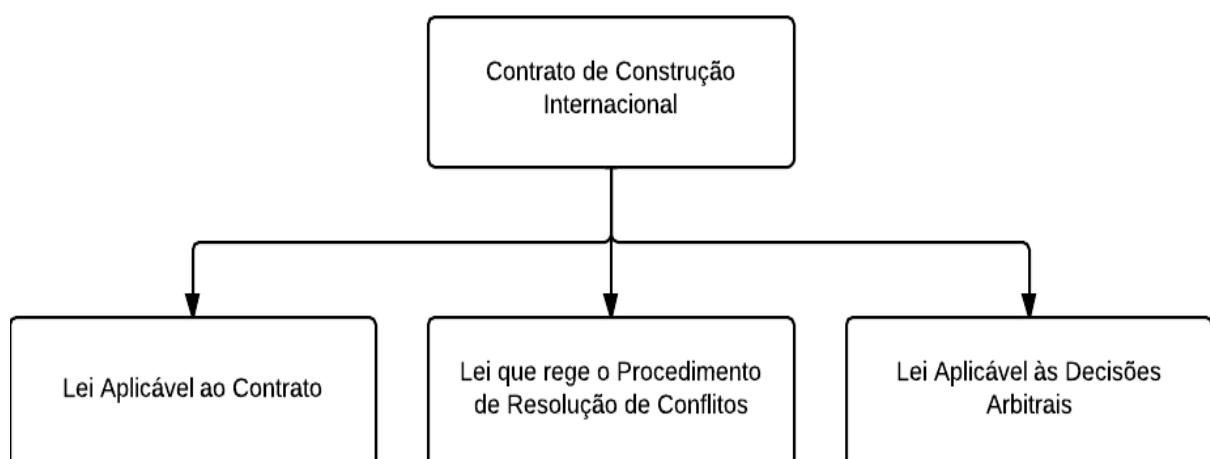 Contrato de Construção
Internacional
Lei Aplicável ao Contrato
Lei que rege o Procedimento
de Resolução de Conflitos
Lei Aplicável às Decisões
Arbitrais